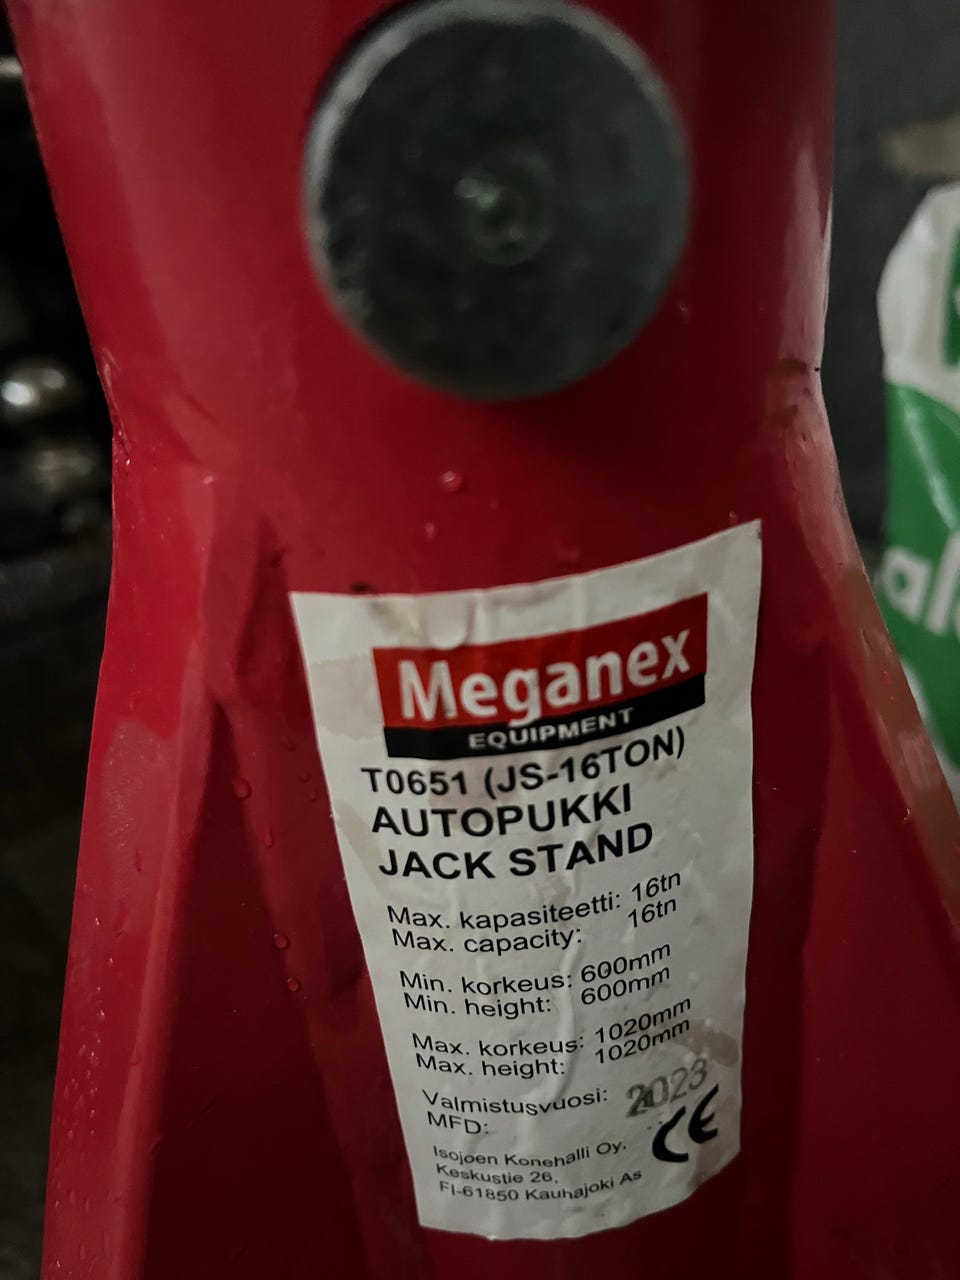 Meganex
EQUIPMENT
T0651 (JS-16TON)
AUTOPUKKI
JACK STAND
Max. kapasiteetti: 16tn
Max. capacity: 16tn
Min. korkeus: 600mm
Min. height: 600mm
Max. korkeus: 1020mm
Max. height: 1020mm
Valmistusvuosi: 2023
MFD:
CE
Isojoen Konehalli Oy,
Keskustie 26,
FI-61850 Kauhajoki As